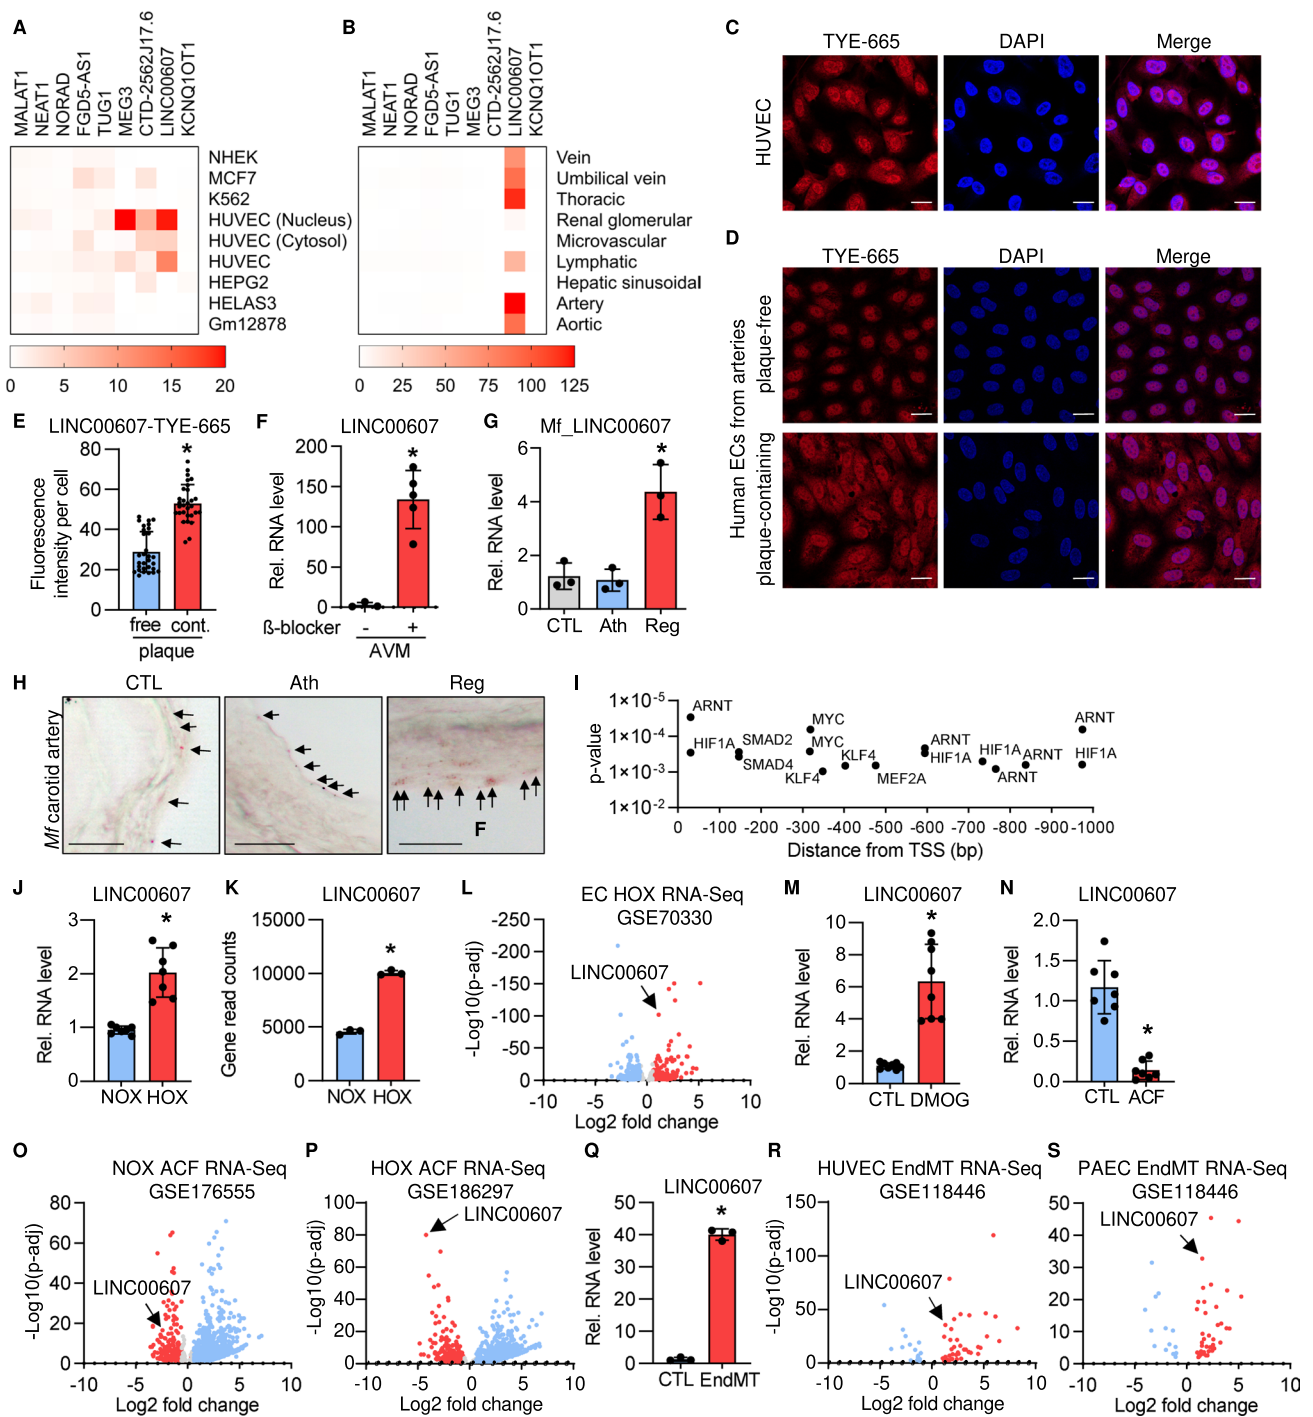 A
MALAT1
NEAT1
NORAD
FGD5-AS1
TUG1
MEG3
CTD-2562J17.6
LINC00607
KCNQ1OT1
NHEK
MCF7
K562
HUVEC (Nucleus)
HUVEC (Cytosol)
HUVEC
HEPG2
HELAS3
Gm12878
0 5 10 15 20
B
MALAT1
NEAT1
NORAD
FGD5-AS1
TUG1
MEG3
CTD-2562J17.6
LINC00607
KCNQ1OT1
Vein
Umbilical vein
Thoracic
Renal glomerular
Microvascular
Lymphatic
Hepatic sinusoidal
Artery
Aortic
0 25 50 75 100 125
C
TYE-665 DAPI Merge
HUVEC
D
TYE-665 DAPI Merge
Human ECs from arteries
plaque-free
plaque-containing
E
LINC00607-TYE-665
Fluorescence
intensity per cell
80
60
40
20
0
*
free cont.
plaque
F
LINC00607
Rel. RNA level
200
150
100
50
0
*
ß-blocker - +
AVM
G
Mf_LINC00607
Rel. RNA level
6
4
2
0
*
CTL Ath Reg
H
CTL Ath Reg
Mf carotid artery
F
I
p-value
1×10-5
1×10-4
1×10-3
1×10-2
ARNT
HIF1A
SMAD2
SMAD4
MYC
MYC
KLF4
KLF4
MEF2A
ARNT
HIF1A
HIF1A
ARNT
ARNT
ARNT
HIF1A
0 -100 -200 -300 -400 -500 -600 -700 -800 -900 -1000
Distance from TSS (bp)
J
LINC00607
Rel. RNA level
3
2
1
0
*
NOX HOX
K
LINC00607
Gene read counts
15000
10000
5000
0
*
NOX HOX
L
EC HOX RNA-Seq
GSE70330
-Log10(p-adj)
-250
-200
-150
-100
-50
0
LINC00607
-10 -5 0 5 10
Log2 fold change
M
LINC00607
Rel. RNA level
10
8
6
4
2
0
*
CTL DMOG
N
LINC00607
Rel. RNA level
2.0
1.5
1.0
0.5
0.0
*
CTL ACF
O
NOX ACF RNA-Seq
GSE176555
-Log10(p-adj)
80
60
40
20
0
LINC00607
-10 -5 0 5 10
Log2 fold change
P
HOX ACF RNA-Seq
GSE186297
-Log10(p-adj)
100
80
60
40
20
0
LINC00607
-10 -5 0 5 10
Log2 fold change
Q
LINC00607
Rel. RNA level
50
40
30
20
10
0
*
CTL EndMT
R
HUVEC EndMT RNA-Seq
GSE118446
-Log10(p-adj)
150
100
50
0
LINC00607
-10 -5 0 5 10
Log2 fold change
S
PAEC EndMT RNA-Seq
GSE118446
-Log10(p-adj)
50
40
30
20
10
0
LINC00607
-10 -5 0 5 10
Log2 fold change